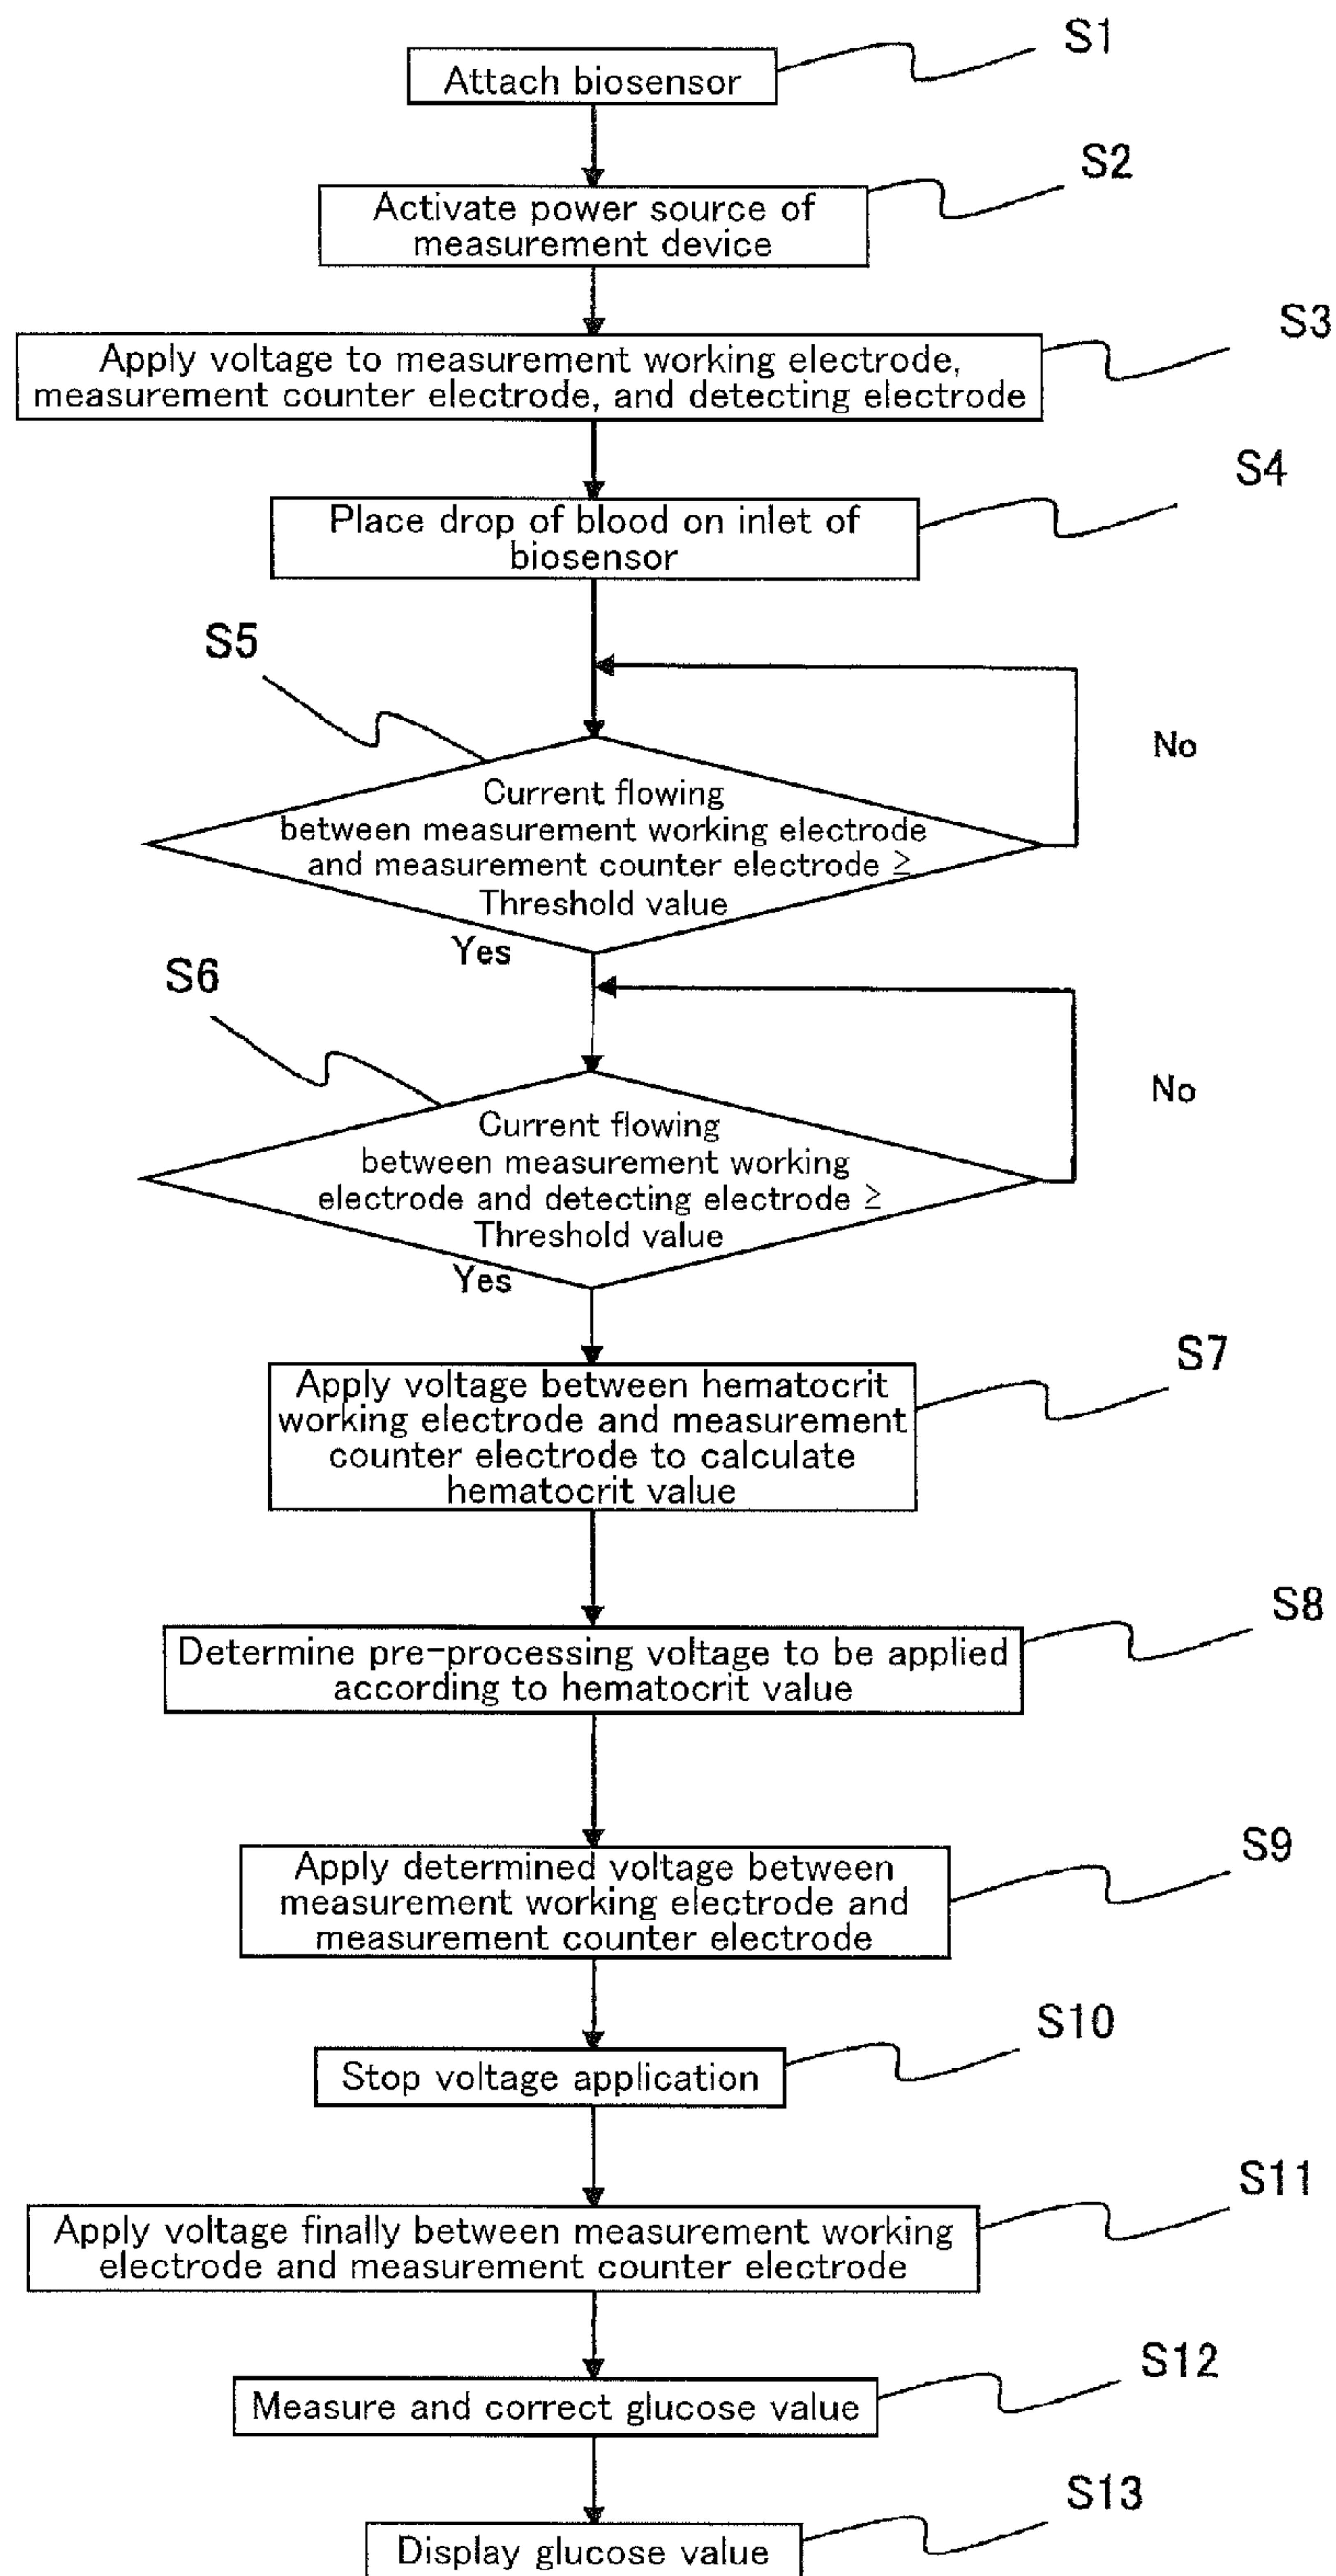 S1
Attach biosensor
S2
Activate power source of
measurement device
S3
Apply voltage to measurement working electrode,
measurement counter electrode, and detecting electrode
S4
Place drop of blood on inlet of
biosensor
S5
No
Current flowing
between measurement working electrode
and measurement counter electrode ≧
Threshold value
Yes
S6
No
Current flowing
between measurement working
electrode and detecting electrode ≧
Threshold value
Yes
S7
Apply voltage between hematocrit
working electrode and measurement
counter electrode to calculate
hematocrit value
S8
Determine pre-processing voltage to be applied
according to hematocrit value
S9
Apply determined voltage between
measurement working electrode and
measurement counter electrode
S10
Stop voltage application
S11
Apply voltage finally between measurement working
electrode and measurement counter electrode
S12
Measure and correct glucose value
S13
Display glucose value